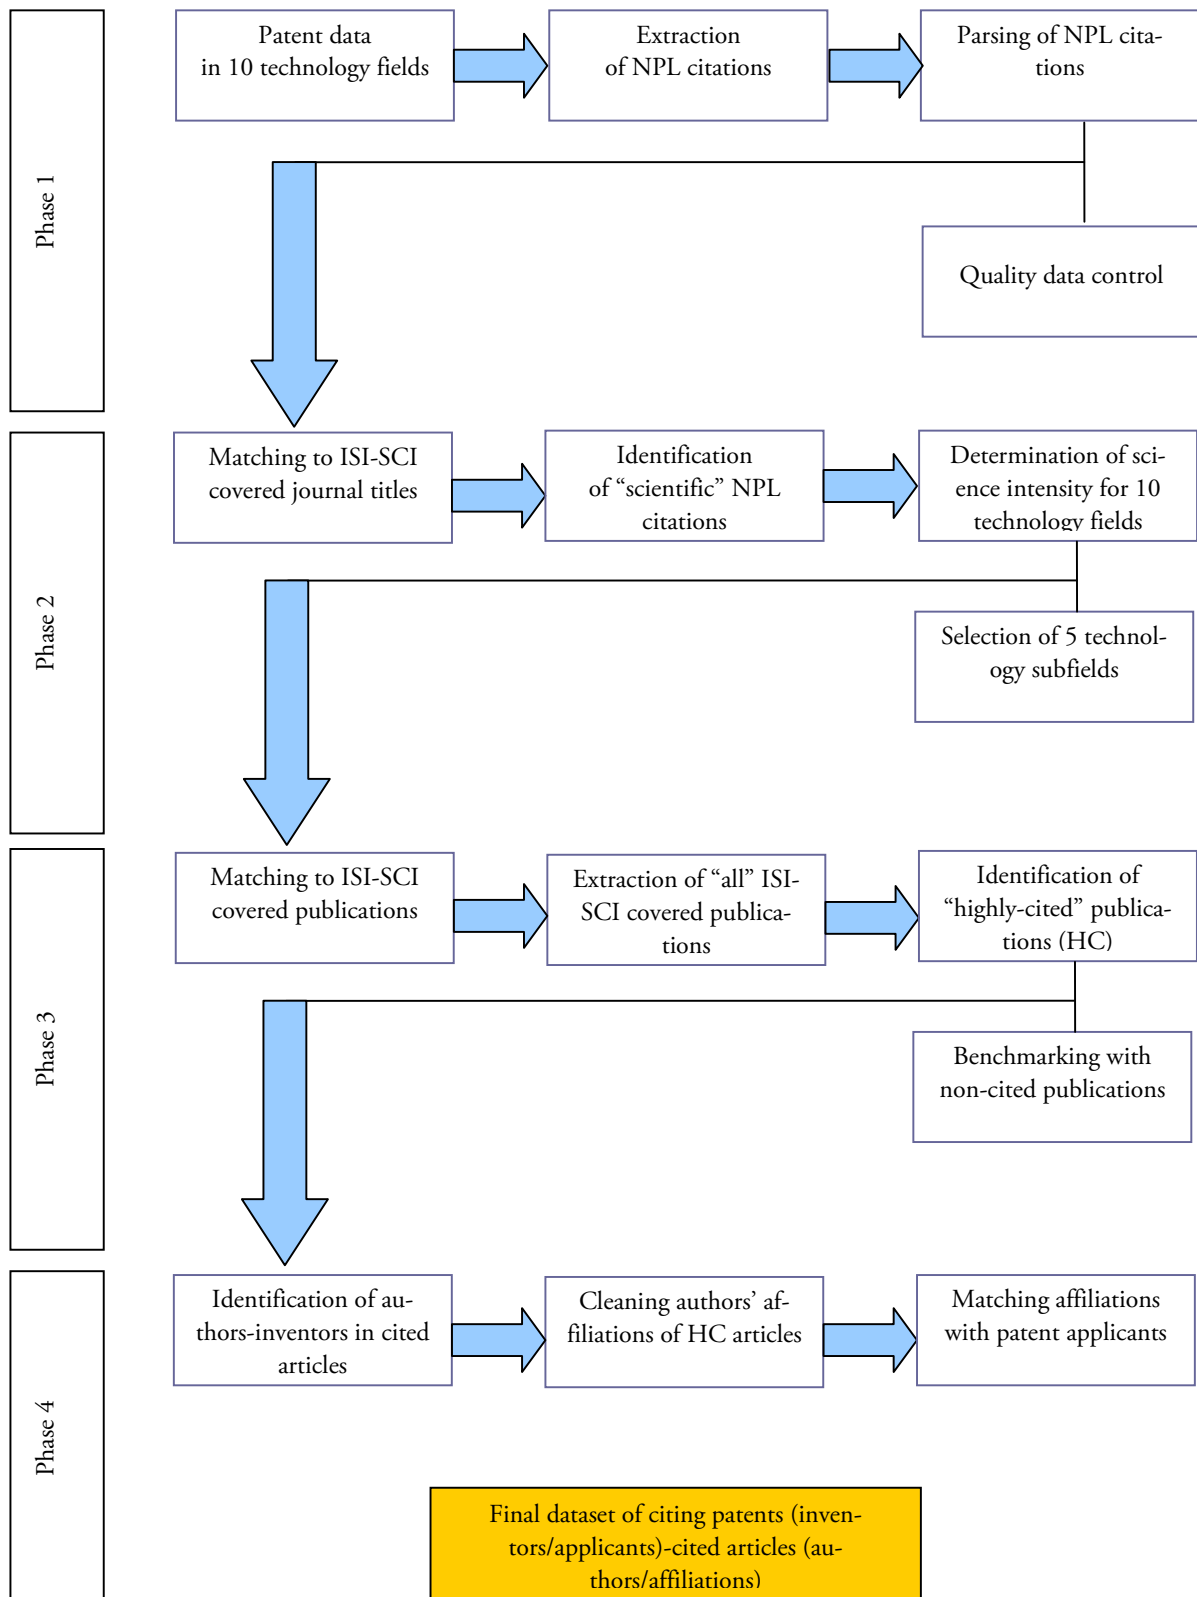 Phase 1
Patent data
in 10 technology fields
Extraction
of NPL citations
Parsing of NPL cita-
tions
Quality data control
Phase 2
Matching to ISI-SCI
covered journal titles
Identification
of “scientific” NPL
citations
Determination of sci-
ence intensity for 10
technology fields
Selection of 5 technol-
ogy subfields
Phase 3
Matching to ISI-SCI
covered publications
Extraction of “all” ISI-
SCI covered publica-
tions
Identification of
“highly-cited” publica-
tions (HC)
Benchmarking with
non-cited publications
Phase 4
Identification of au-
thors-inventors in cited
articles
Cleaning authors’ af-
filiations of HC articles
Matching affiliations
with patent applicants
Final dataset of citing patents (inven-
tors/applicants)-cited articles (au-
thors/affiliations)